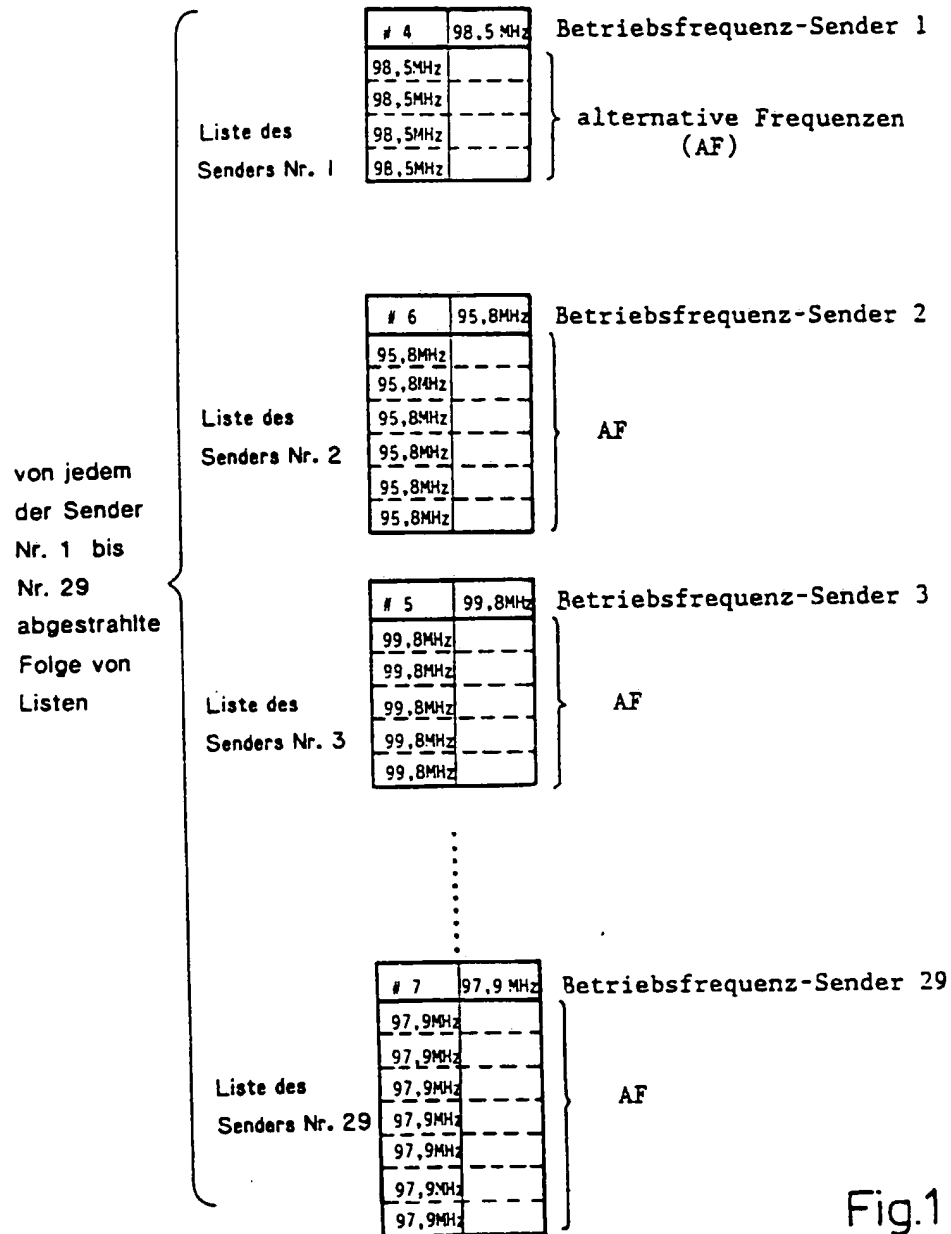 # 4 98.5 MHz Betriebsfrequenz-Sender 1
98,5MHz
98,5MHz
98,5MHz
98,5MHz
alternative Frequenzen
(AF)
Liste des
Senders Nr. 1
# 6 95,8MHz Betriebsfrequenz-Sender 2
95,8MHz
95,8MHz
95,8MHz
95,8MHz
95,8MHz
95,8MHz
AF
Liste des
Senders Nr. 2
von jedem
der Sender
Nr. 1 bis
Nr. 29
abgestrahlte
Folge von
Listen
# 5 99,8MHz Betriebsfrequenz-Sender 3
99,8MHz
99,8MHz
99,8MHz
99,8MHz
99,8MHz
AF
Liste des
Senders Nr. 3
# 7 97,9 MHz Betriebsfrequenz-Sender 29
97,9MHz
97,9MHz
97,9MHz
97,9MHz
97,9MHz
97,9MHz
97,9MHz
AF
Liste des
Senders Nr. 29
Fig.1